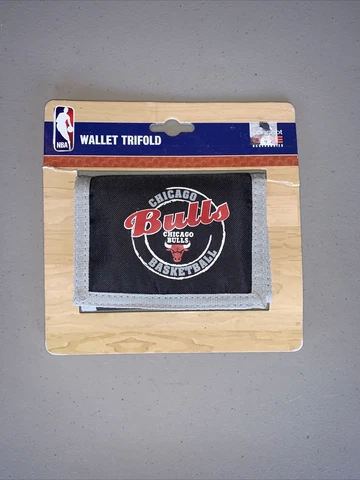 NBA
WALLET TRIFOLD
CHICAGO
Bulls
CHICAGO
BULLS
BASKETBALL